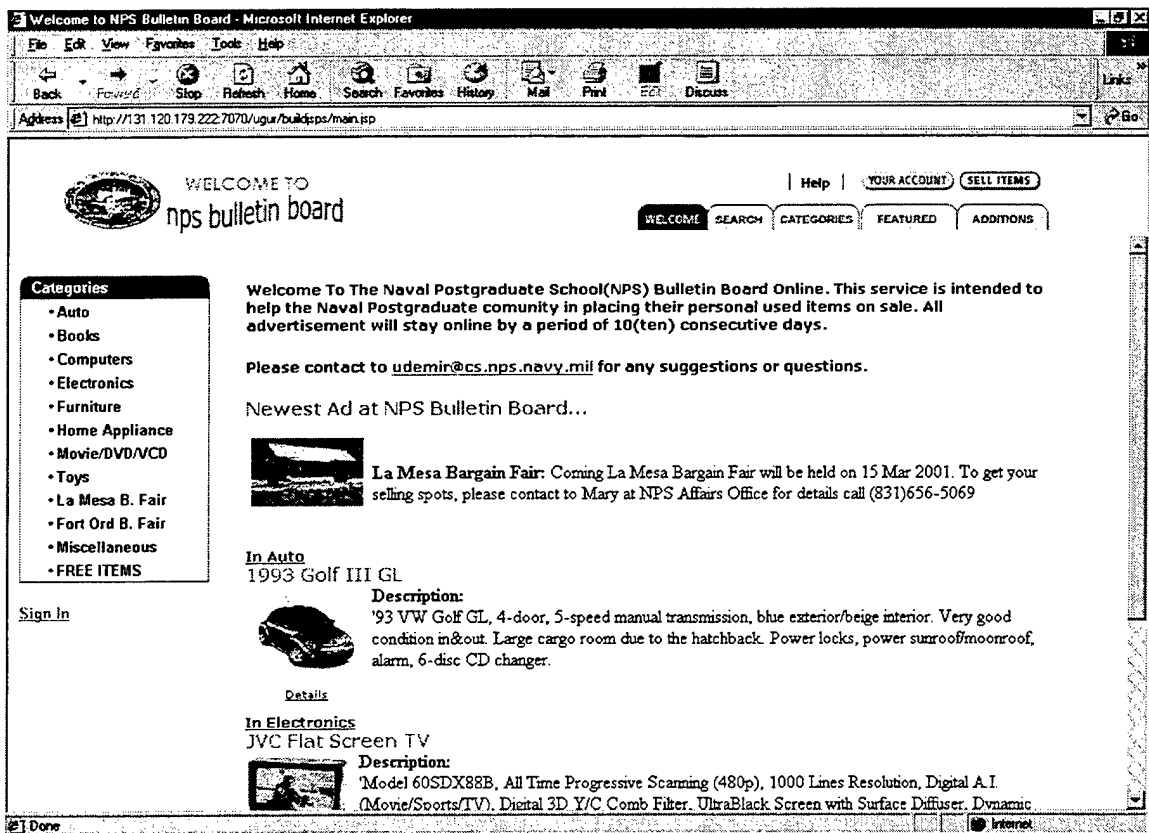 Welcome to NPS Bulletin Board - Microsoft Internet Explorer
File Edit View Favorites Tools Help
Back Forward Stop Refresh Home Search Favorites History Mail Print Edit Discuss Links
Address http://131.120.179.222:7070/ugur/buildjsps/main.jsp Go
WELCOME TO
nps bulletin board
| Help | YOUR ACCOUNT SELL ITEMS
WELCOME SEARCH CATEGORIES FEATURED ADDITIONS
Categories
• Auto
• Books
• Computers
• Electronics
• Furniture
• Home Appliance
• Movie/DVD/VCD
• Toys
• La Mesa B. Fair
• Fort Ord B. Fair
• Miscellaneous
• FREE ITEMS
Sign In
Welcome To The Naval Postgraduate School(NPS) Bulletin Board Online. This service is intended to
help the Naval Postgraduate comunity in placing their personal used items on sale. All
advertisement will stay online by a period of 10(ten) consecutive days.
Please contact to udemir@cs.nps.navy.mil for any suggestions or questions.
Newest Ad at NPS Bulletin Board...
La Mesa Bargain Fair: Coming La Mesa Bargain Fair will be held on 15 Mar 2001. To get your
selling spots, please contact to Mary at NPS Affairs Office for details call (831)656-5069
In Auto
1993 Golf III GL
Description:
'93 VW Golf GL, 4-door, 5-speed manual transmission, blue exterior/beige interior. Very good
condition in&out. Large cargo room due to the hatchback. Power locks, power sunroof/moonroof,
alarm, 6-disc CD changer.
Details
In Electronics
JVC Flat Screen TV
Description:
'Model 60SDX88B, All Time Progressive Scanning (480p), 1000 Lines Resolution, Digital A.I.
(Movie/Sports/TV), Digital 3D Y/C Comb Filter, UltraBlack Screen with Surface Diffuser, Dynamic
Done Internet